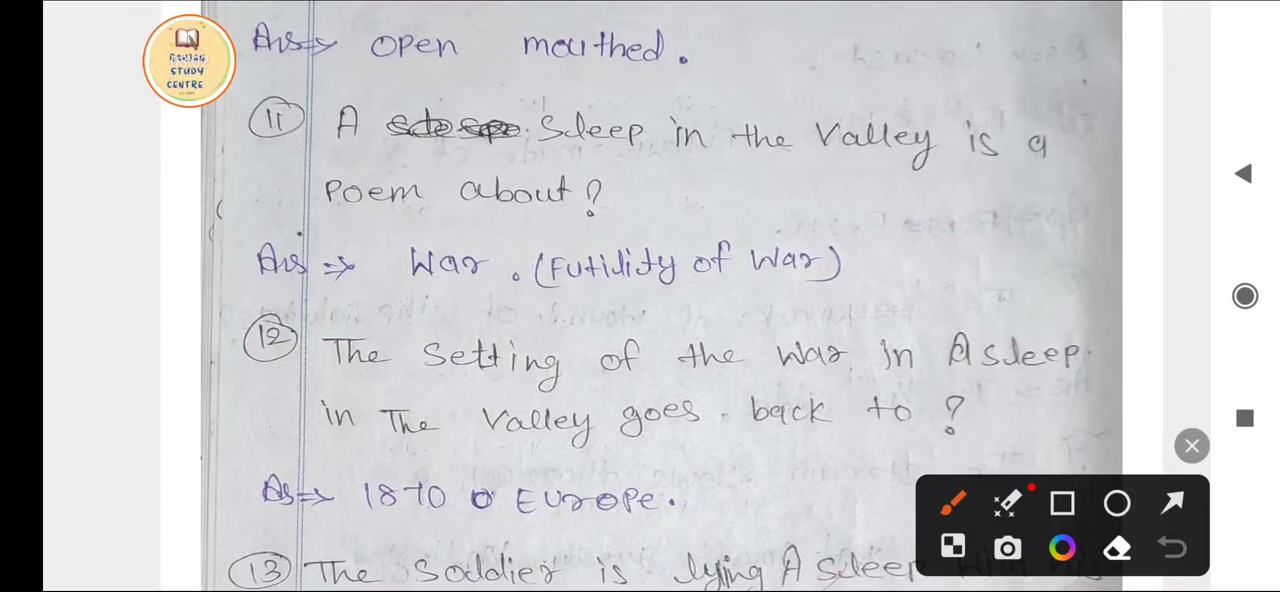 Ans⇒ open mouthed.
RANJAN
STUDY
CENTRE
11 A Sleep in the Valley is a
Poem about?
Ans ⇒ War. (Futility of War)
12 The Setting of the War in A sleep
in The Valley goes back to?
As⇒ 1870 Europe.
13 The Soldier is lying A Sleep